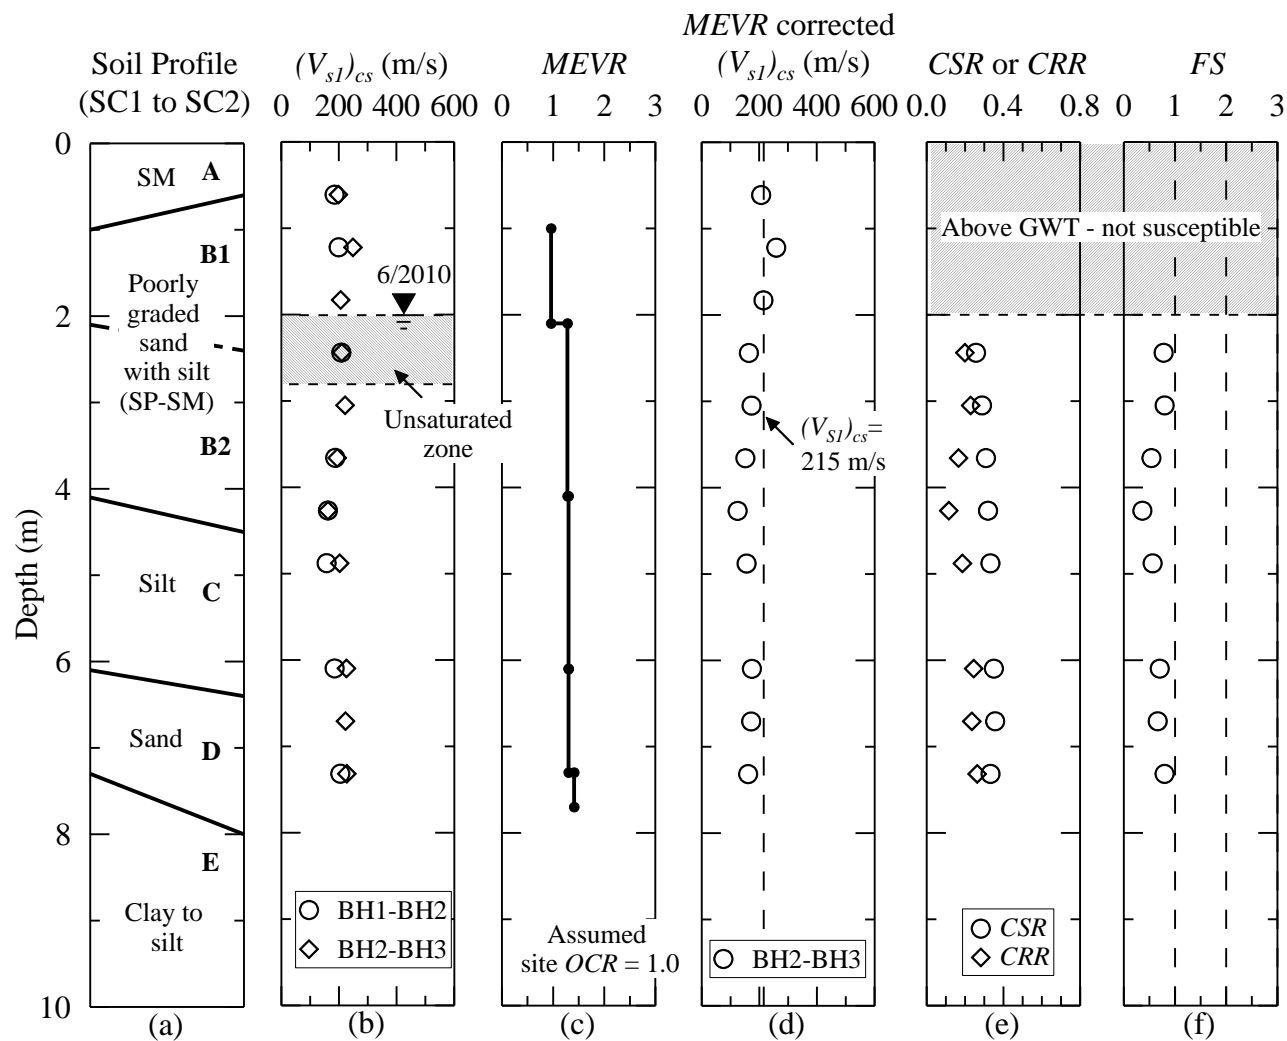 Soil Profile
(SC1 to SC2)
(Vs1)cs (m/s)
MEVR
MEVR corrected
(Vs1)cs (m/s)
CSR or CRR
FS
0 200 400 600
0 1 2 3
0 200 400 600
0.0 0.4 0.8
0 1 2 3
Depth (m)
0
2
4
6
8
10
SM A
B1
Poorly
graded
sand
with silt
(SP-SM)
B2
Silt C
Sand D
E
Clay to
silt
6/2010
Unsaturated
zone
BH1-BH2
BH2-BH3
Assumed
site OCR = 1.0
(VS1)cs=
215 m/s
BH2-BH3
Above GWT - not susceptible
CSR
CRR
(a) (b) (c) (d) (e) (f)